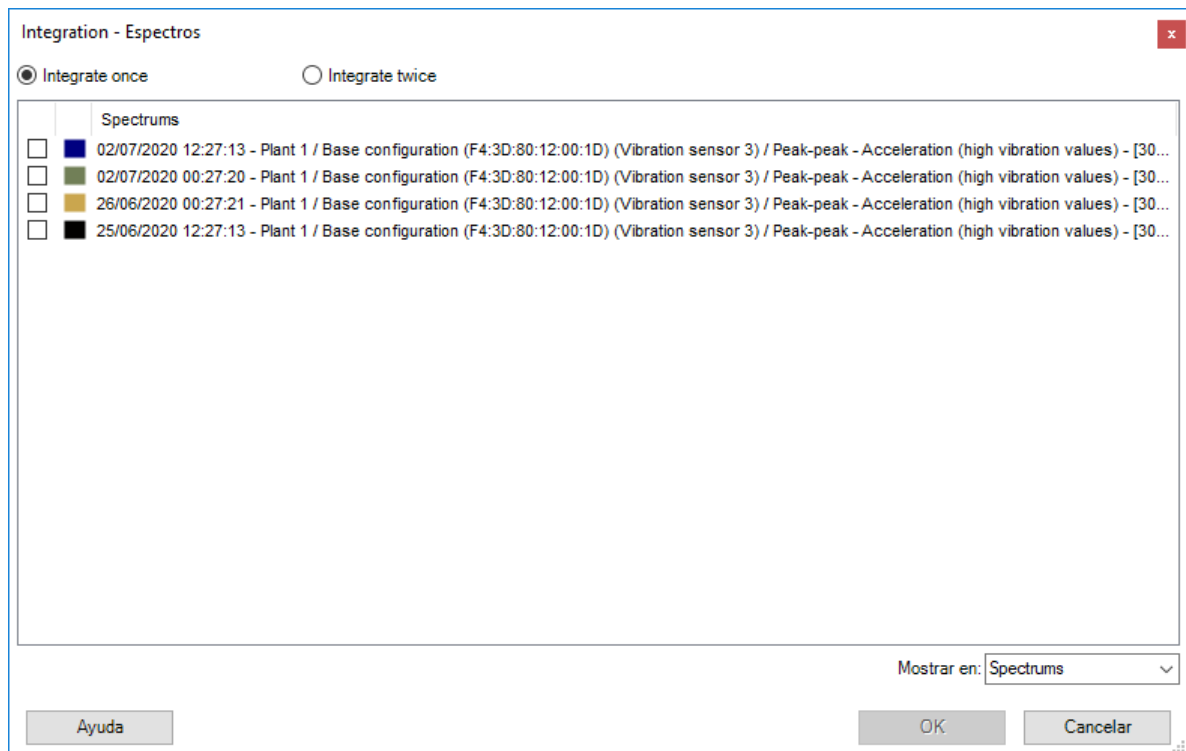 Integration - Espectros
x
Integrate once Integrate twice
Spectrums
02/07/2020 12:27:13 - Plant 1 / Base configuration (F4:3D:80:12:00:1D) (Vibration sensor 3) / Peak-peak - Acceleration (high vibration values) - [30...
02/07/2020 00:27:20 - Plant 1 / Base configuration (F4:3D:80:12:00:1D) (Vibration sensor 3) / Peak-peak - Acceleration (high vibration values) - [30...
26/06/2020 00:27:21 - Plant 1 / Base configuration (F4:3D:80:12:00:1D) (Vibration sensor 3) / Peak-peak - Acceleration (high vibration values) - [30...
25/06/2020 12:27:13 - Plant 1 / Base configuration (F4:3D:80:12:00:1D) (Vibration sensor 3) / Peak-peak - Acceleration (high vibration values) - [30...
Mostrar en: Spectrums
Ayuda OK Cancelar